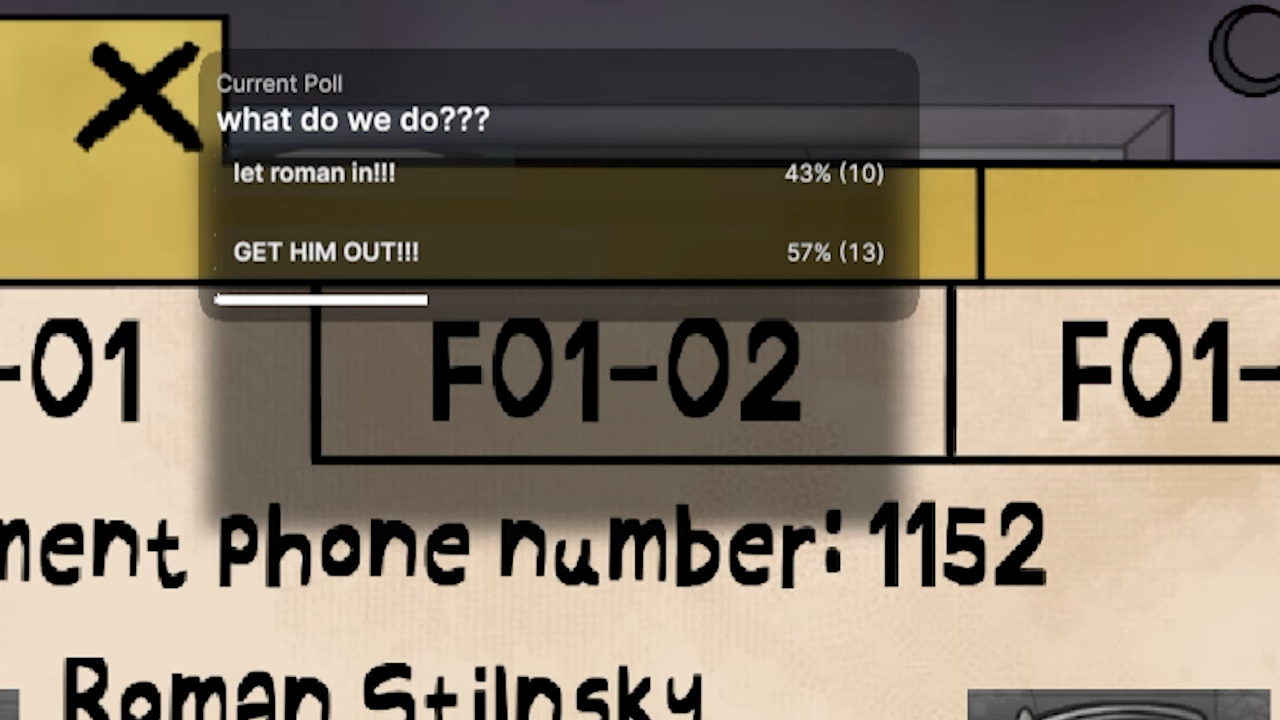 Current Poll
what do we do???
let roman in!!! 43% (10)
GET HIM OUT!!! 57% (13)
-01 F01-02 F01-
ment phone number: 1152
Roman Stilnsky